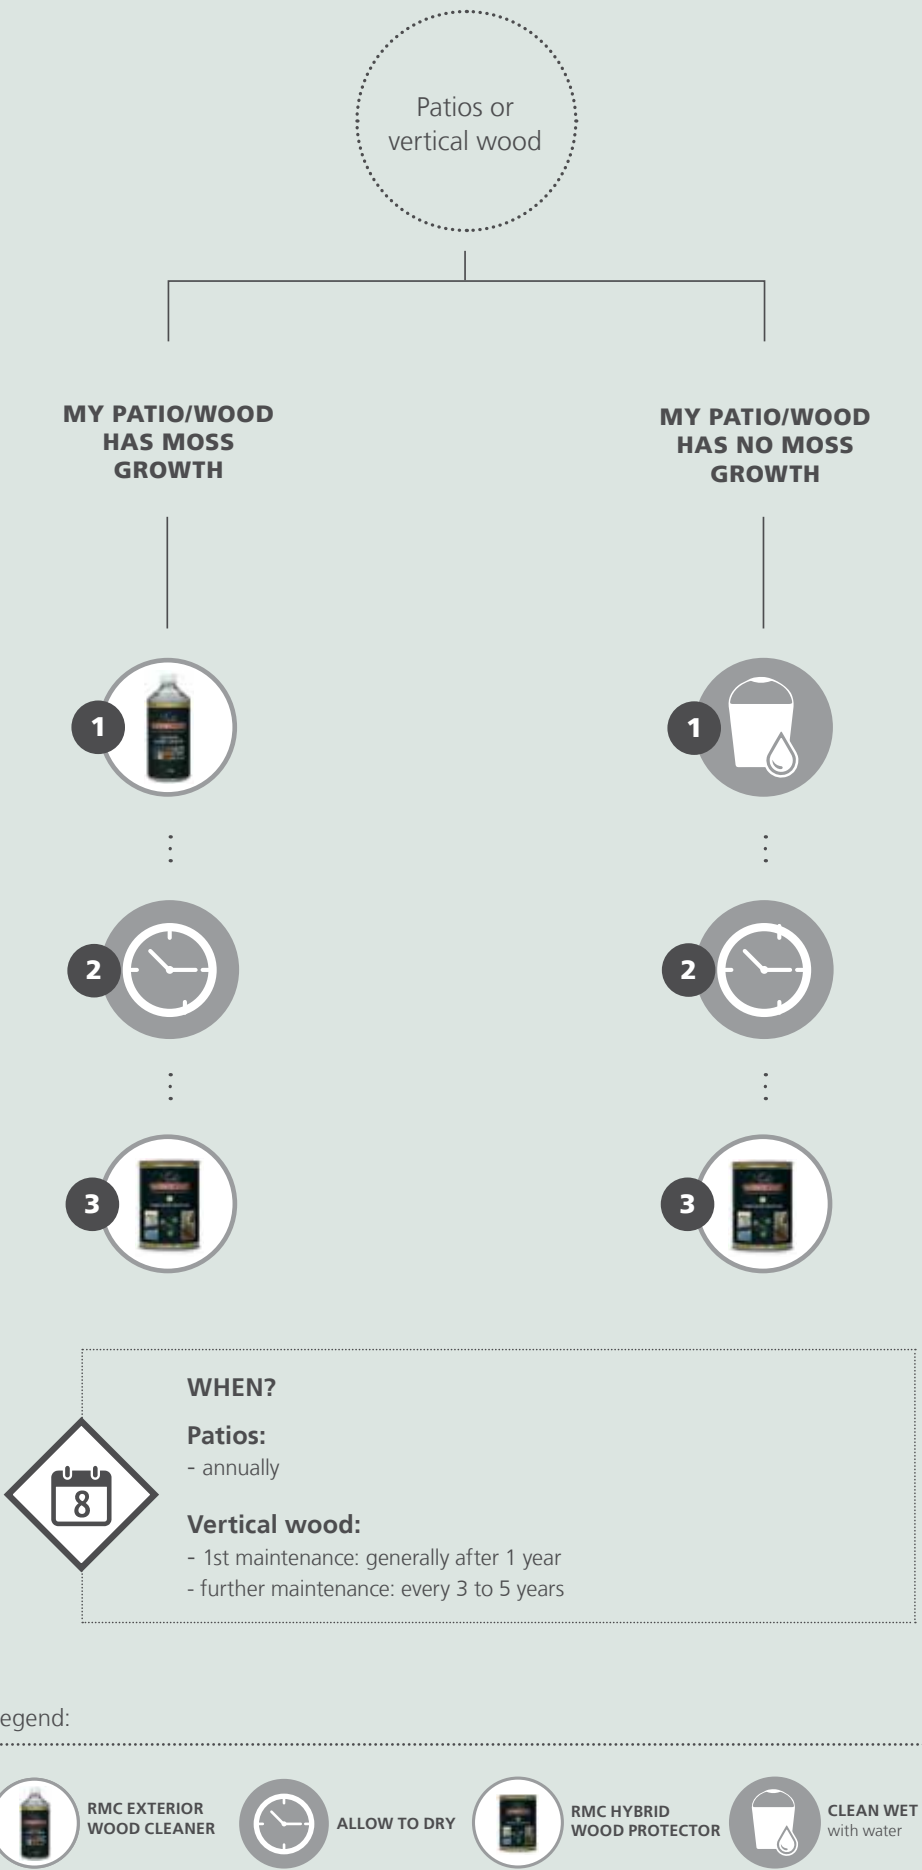 Patios or
vertical wood
MY PATIO/WOOD
HAS MOSS
GROWTH
MY PATIO/WOOD
HAS NO MOSS
GROWTH
1
1
2
2
3
3
WHEN?
Patios:
- annually
8
Vertical wood:
- 1st maintenance: generally after 1 year
- further maintenance: every 3 to 5 years
egend:
RMC EXTERIOR
WOOD CLEANER
ALLOW TO DRY
RMC HYBRID
WOOD PROTECTOR
CLEAN WET
with water